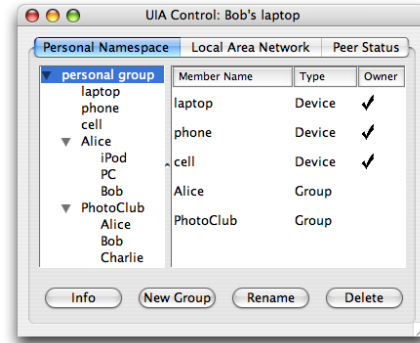 UIA Control: Bob's laptop
Personal Namespace Local Area Network Peer Status
personal group
laptop
phone
cell
Alice
iPod
PC
Bob
PhotoClub
Alice
Bob
Charlie
Member Name Type Owner
laptop Device ✓
phone Device ✓
cell Device ✓
Alice Group
PhotoClub Group
Info New Group Rename Delete